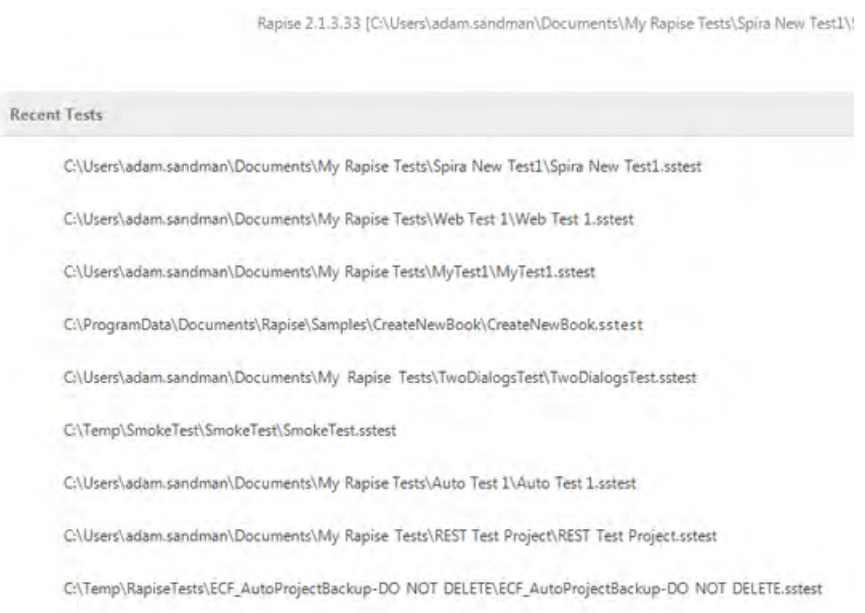 Rapise 2.1.3.33 [C:\Users\adam.sandman\Documents\My Rapise Tests\Spira New Test1\
Recent Tests
C:\Users\adam.sandman\Documents\My Rapise Tests\Spira New Test1\Spira New Test1.sstest
C:\Users\adam.sandman\Documents\My Rapise Tests\Web Test 1\Web Test 1.sstest
C:\Users\adam.sandman\Documents\My Rapise Tests\MyTest1\MyTest1.sstest
C:\ProgramData\Documents\Rapise\Samples\CreateNewBook\CreateNewBook.sstest
C:\Users\adam.sandman\Documents\My Rapise Tests\TwoDialogsTest\TwoDialogsTest.sstest
C:\Temp\SmokeTest\SmokeTest\SmokeTest.sstest
C:\Users\adam.sandman\Documents\My Rapise Tests\Auto Test 1\Auto Test 1.sstest
C:\Users\adam.sandman\Documents\My Rapise Tests\REST Test Project\REST Test Project.sstest
C:\Temp\RapiseTests\ECF_AutoProjectBackup-DO NOT DELETE\ECF_AutoProjectBackup-DO NOT DELETE.sstest